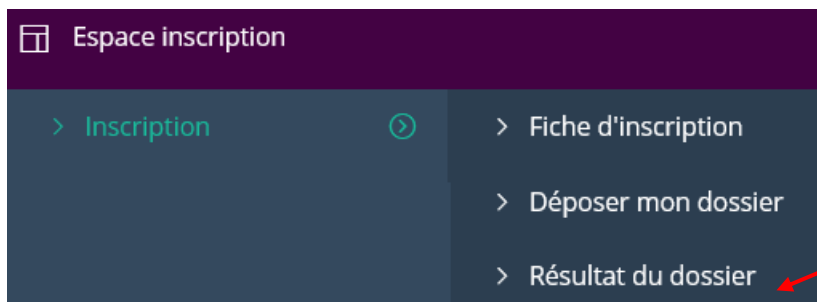 Espace inscription
Inscription
Fiche d'inscription
Déposer mon dossier
Résultat du dossier